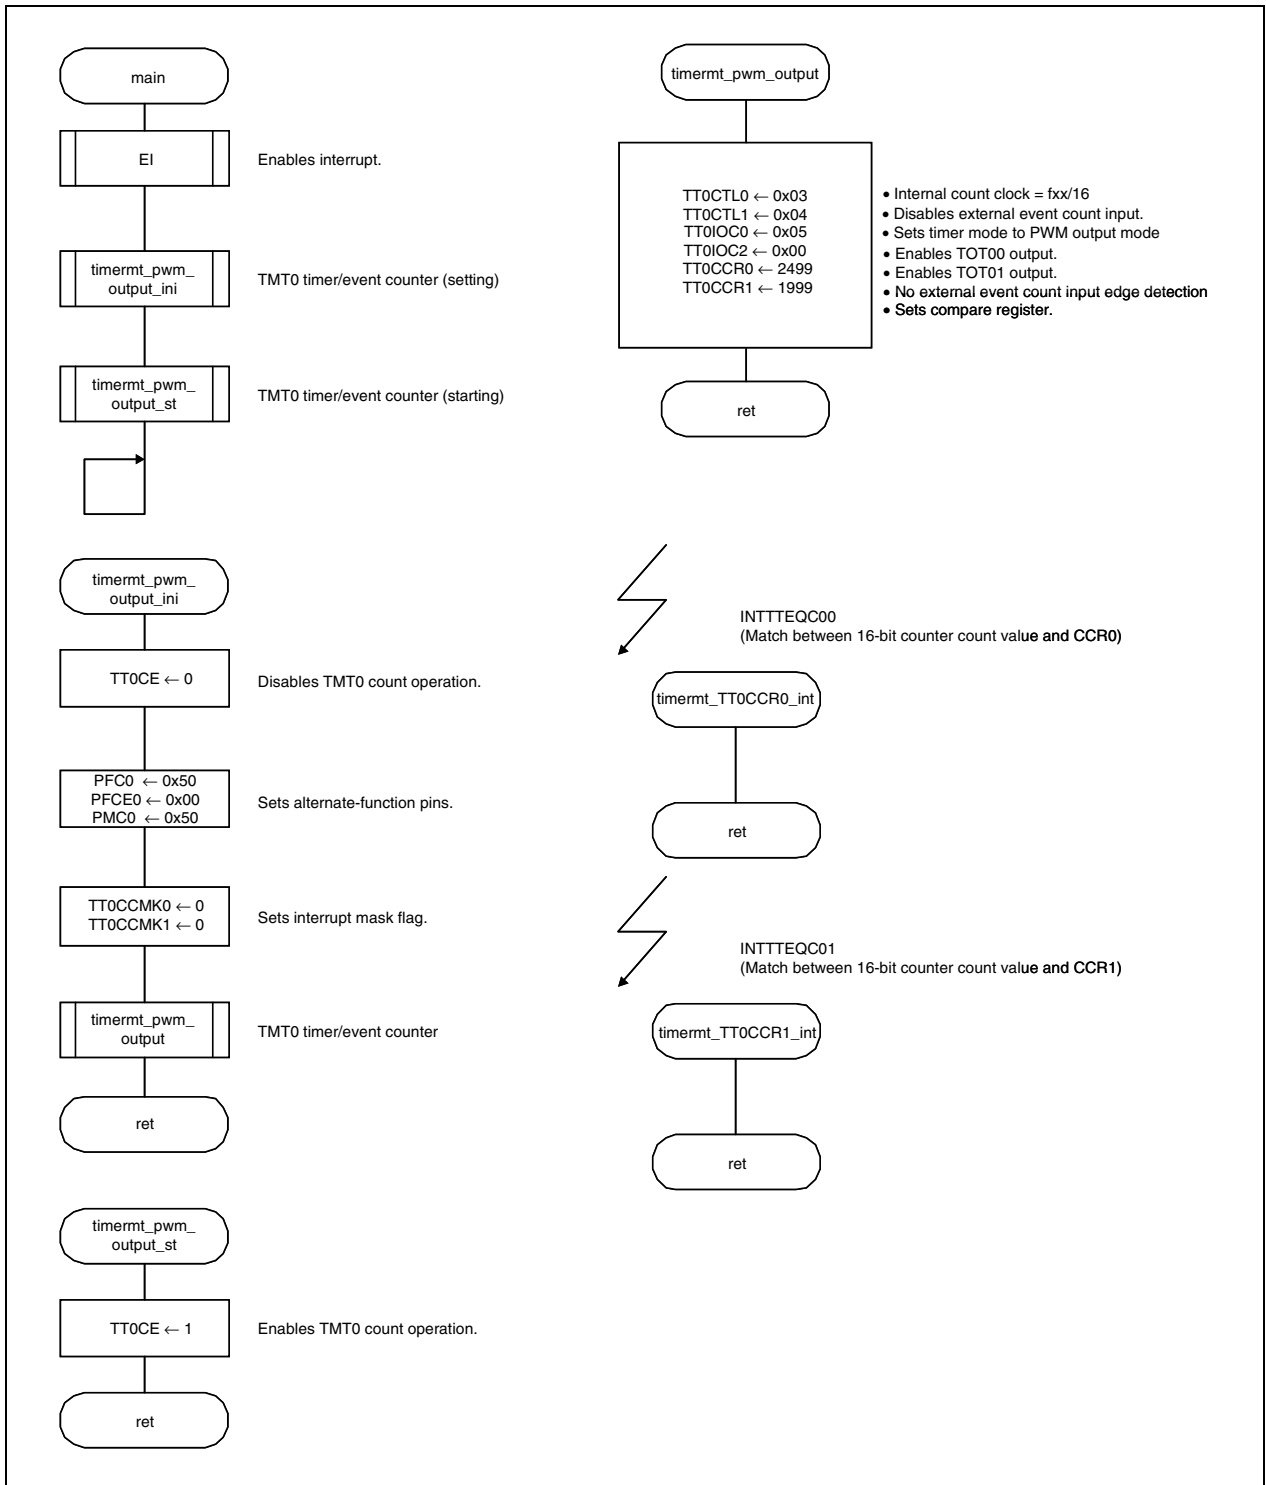 main
EI
Enables interrupt.
timermt_pwm_
output_ini
TMT0 timer/event counter (setting)
timermt_pwm_
output_st
TMT0 timer/event counter (starting)
timermt_pwm_
output_ini
TT0CE ← 0
Disables TMT0 count operation.
PFC0 ← 0x50
PFCE0 ← 0x00
PMC0 ← 0x50
Sets alternate-function pins.
TT0CCMK0 ← 0
TT0CCMK1 ← 0
Sets interrupt mask flag.
timermt_pwm_
output
TMT0 timer/event counter
ret
timermt_pwm_
output_st
TT0CE ← 1
Enables TMT0 count operation.
ret
timermt_pwm_output
TT0CTL0 ← 0x03
TT0CTL1 ← 0x04
TT0IOC0 ← 0x05
TT0IOC2 ← 0x00
TT0CCR0 ← 2499
TT0CCR1 ← 1999
• Internal count clock = fxx/16
• Disables external event count input.
• Sets timer mode to PWM output mode
• Enables TOT00 output.
• Enables TOT01 output.
• No external event count input edge detection
• Sets compare register.
ret
INTTTEQC00
(Match between 16-bit counter count value and CCR0)
timermt_TT0CCR0_int
ret
INTTTEQC01
(Match between 16-bit counter count value and CCR1)
timermt_TT0CCR1_int
ret